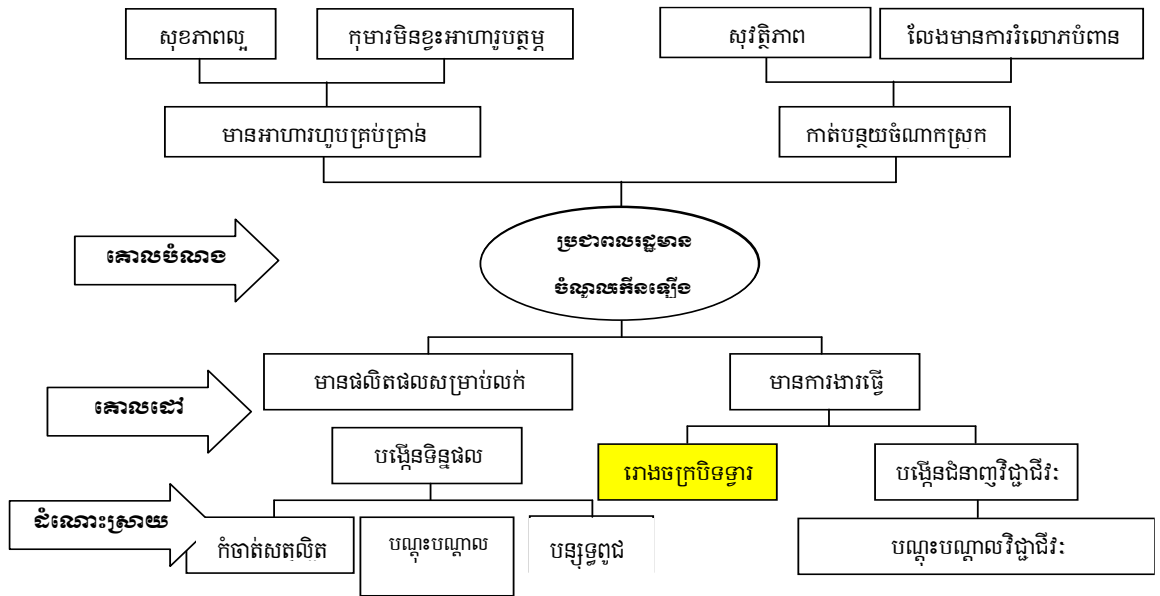 សុខភាពល្អ
កុមារមិនខ្វះអាហារូបត្ថម្ភ
សុវត្ថិភាព
លែងមានការរំលោភបំពាន
មានអាហារហូបគ្រប់គ្រាន់
កាត់បន្ថយចំណាកស្រុក
គោលបំណង
ប្រជាពលរដ្ឋមាន
ចំណូលកើនឡើង
មានផលិតផលសម្រាប់លក់
មានការងារធ្វើ
គោលដៅ
បង្កើនទិន្នផល
រោងចក្របិទទ្វារ
បង្កើនជំនាញវិជ្ជាជីវៈ
ដំណោះស្រាយ
កំចាត់សត្វល្អិត
បណ្តុះបណ្តាល
បន្សុទ្ធពូជ
បណ្តុះបណ្តាលវិជ្ជាជីវៈ